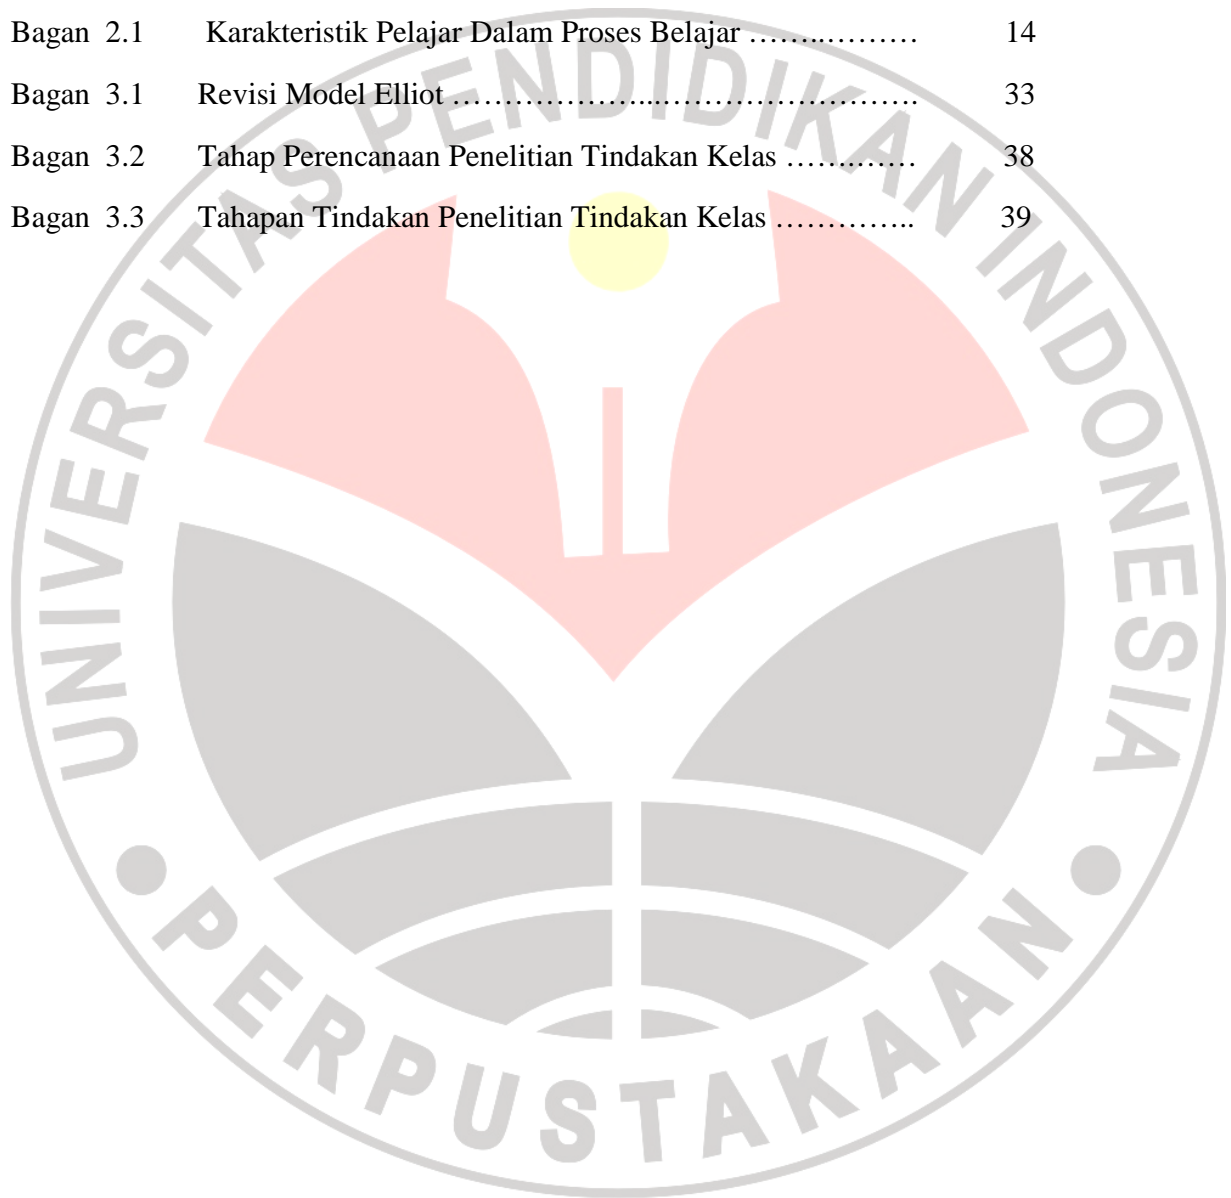 Bagan 2.1 Karakteristik Pelajar Dalam Proses Belajar ……..……… 14
Bagan 3.1 Revisi Model Elliot ………………...……………………. 33
Bagan 3.2 Tahap Perencanaan Penelitian Tindakan Kelas …….…… 38
Bagan 3.3 Tahapan Tindakan Penelitian Tindakan Kelas ………….. 39
UNIVERSITAS PENDIDIKAN INDONESIA
PERPUSTAKAAN